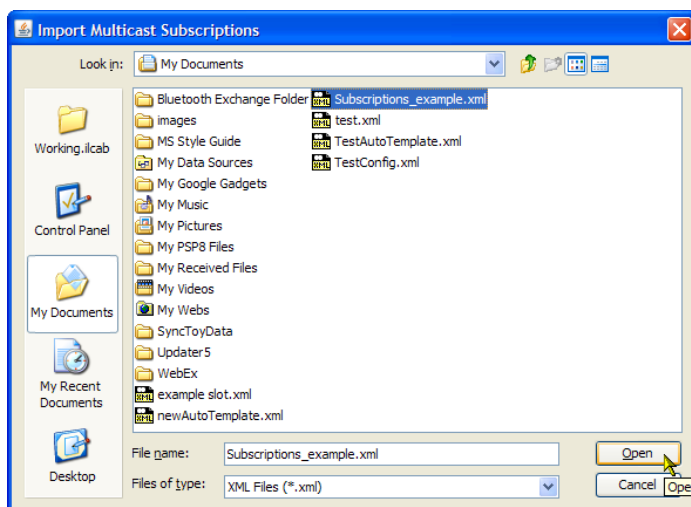 Import Multicast Subscriptions
Look in:
My Documents
Working.ilcab
Control Panel
My Documents
My Recent
Documents
Desktop
Bluetooth Exchange Folder
images
MS Style Guide
My Data Sources
My Google Gadgets
My Music
My Pictures
My PSP8 Files
My Received Files
My Videos
My Webs
SyncToyData
Updater5
WebEx
example slot.xml
newAutoTemplate.xml
Subscriptions_example.xml
test.xml
TestAutoTemplate.xml
TestConfig.xml
File name:
Subscriptions_example.xml
Open
Files of type:
XML Files (*.xml)
Cancel
Ope